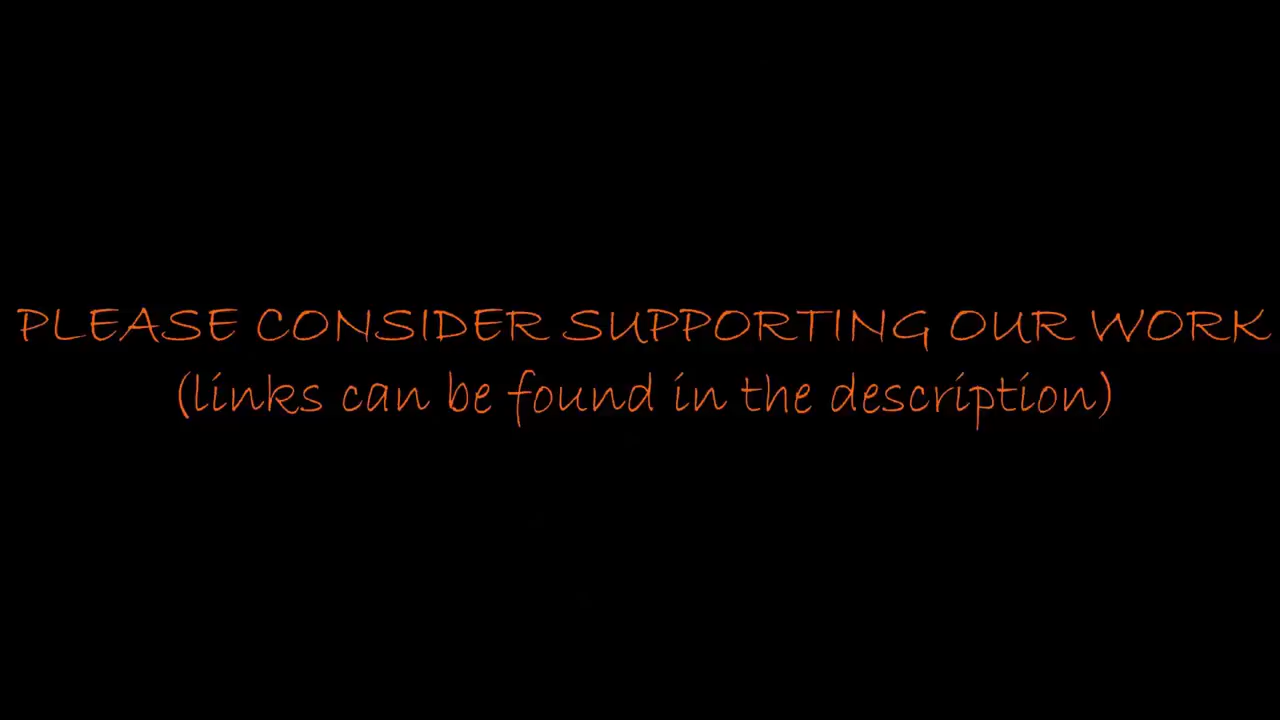 PLEASE CONSIDER SUPPORTING OUR WORK
(links can be found in the description)